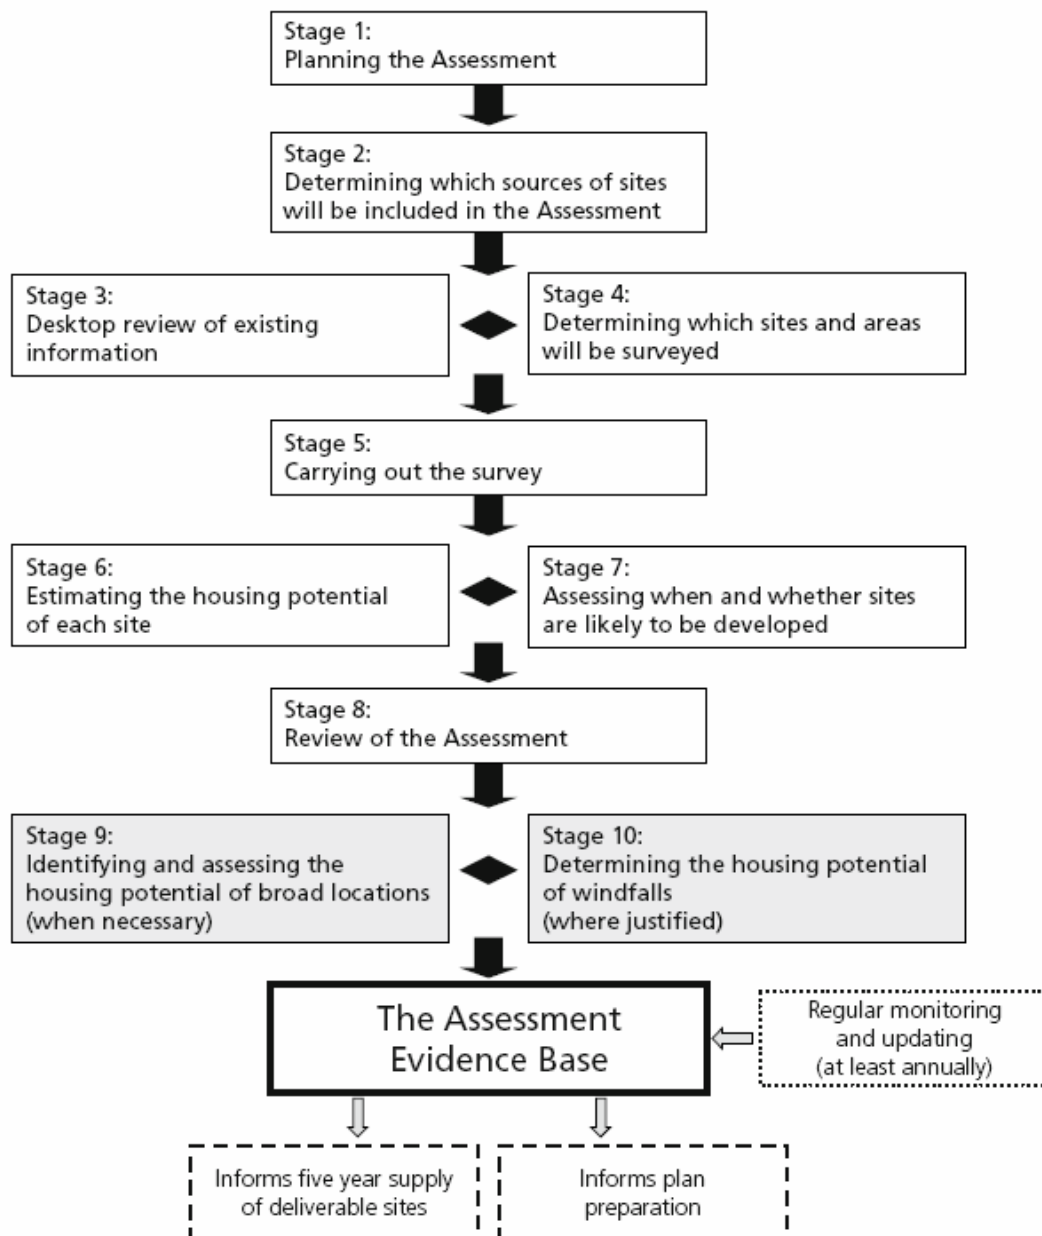 Stage 1:
Planning the Assessment
Stage 2:
Determining which sources of sites
will be included in the Assessment
Stage 3:
Desktop review of existing
information
Stage 4:
Determining which sites and areas
will be surveyed
Stage 5:
Carrying out the survey
Stage 6:
Estimating the housing potential
of each site
Stage 7:
Assessing when and whether sites
are likely to be developed
Stage 8:
Review of the Assessment
Stage 9:
Identifying and assessing the
housing potential of broad locations
(when necessary)
Stage 10:
Determining the housing potential
of windfalls
(where justified)
The Assessment
Evidence Base
Regular monitoring
and updating
(at least annually)
Informs five year supply
of deliverable sites
Informs plan
preparation